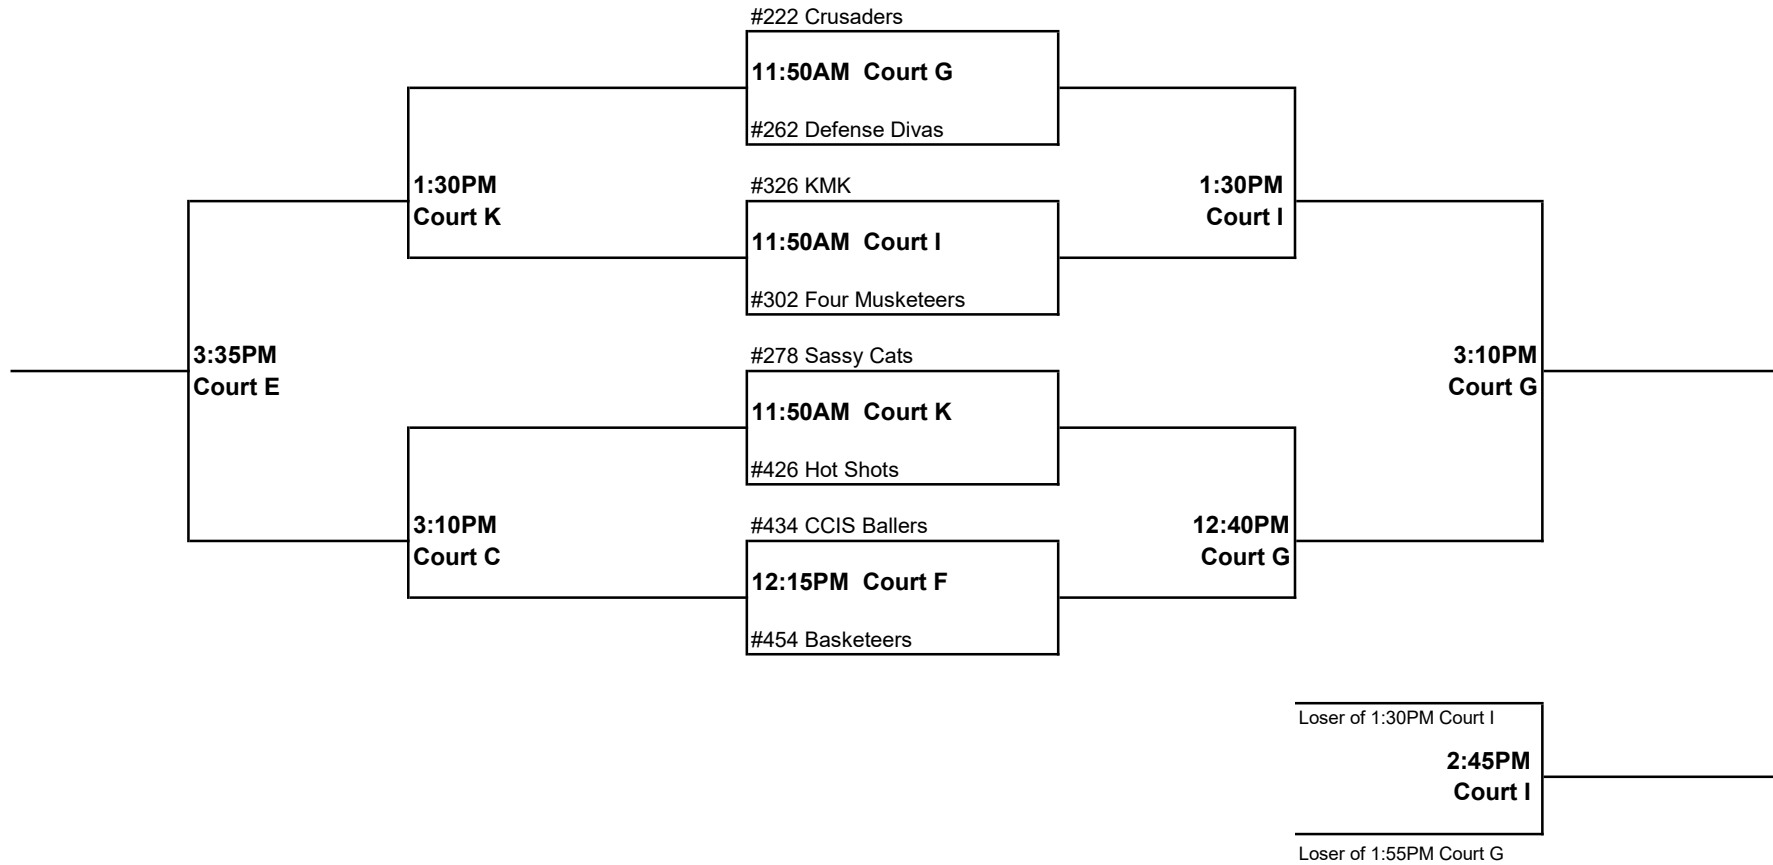 #222 Crusaders
11:50AM  Court G
#262 Defense Divas
1:30PM
Court K
#326 KMK
1:30PM
Court I
11:50AM  Court I
#302 Four Musketeers
3:35PM
Court E
#278 Sassy Cats
3:10PM
Court G
11:50AM  Court K
#426 Hot Shots
3:10PM
Court C
#434 CCIS Ballers
12:40PM
Court G
12:15PM  Court F
#454 Basketeers
Loser of 1:30PM Court I
2:45PM
Court I
Loser of 1:55PM Court G